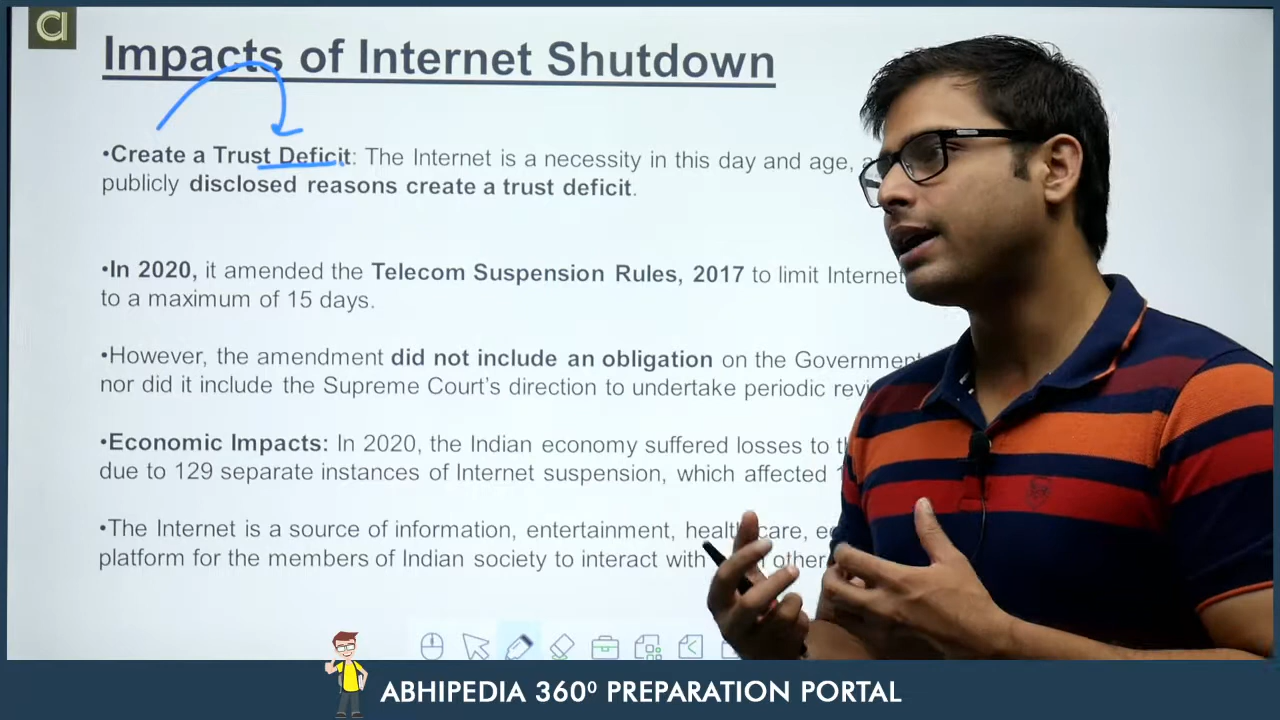 Impacts of Internet Shutdown
•Create a Trust Deficit: The Internet is a necessity in this day and age,
publicly disclosed reasons create a trust deficit.
•In 2020, it amended the Telecom Suspension Rules, 2017 to limit Internet
to a maximum of 15 days.
•However, the amendment did not include an obligation on the Government
nor did it include the Supreme Court's direction to undertake periodic
•Economic Impacts: In 2020, the Indian economy suffered losses to
due to 129 separate instances of Internet suspension, which affected
•The Internet is a source of information, entertainment, healthcare,
platform for the members of Indian society to interact with other
ABHIPEDIA 360⁰ PREPARATION PORTAL